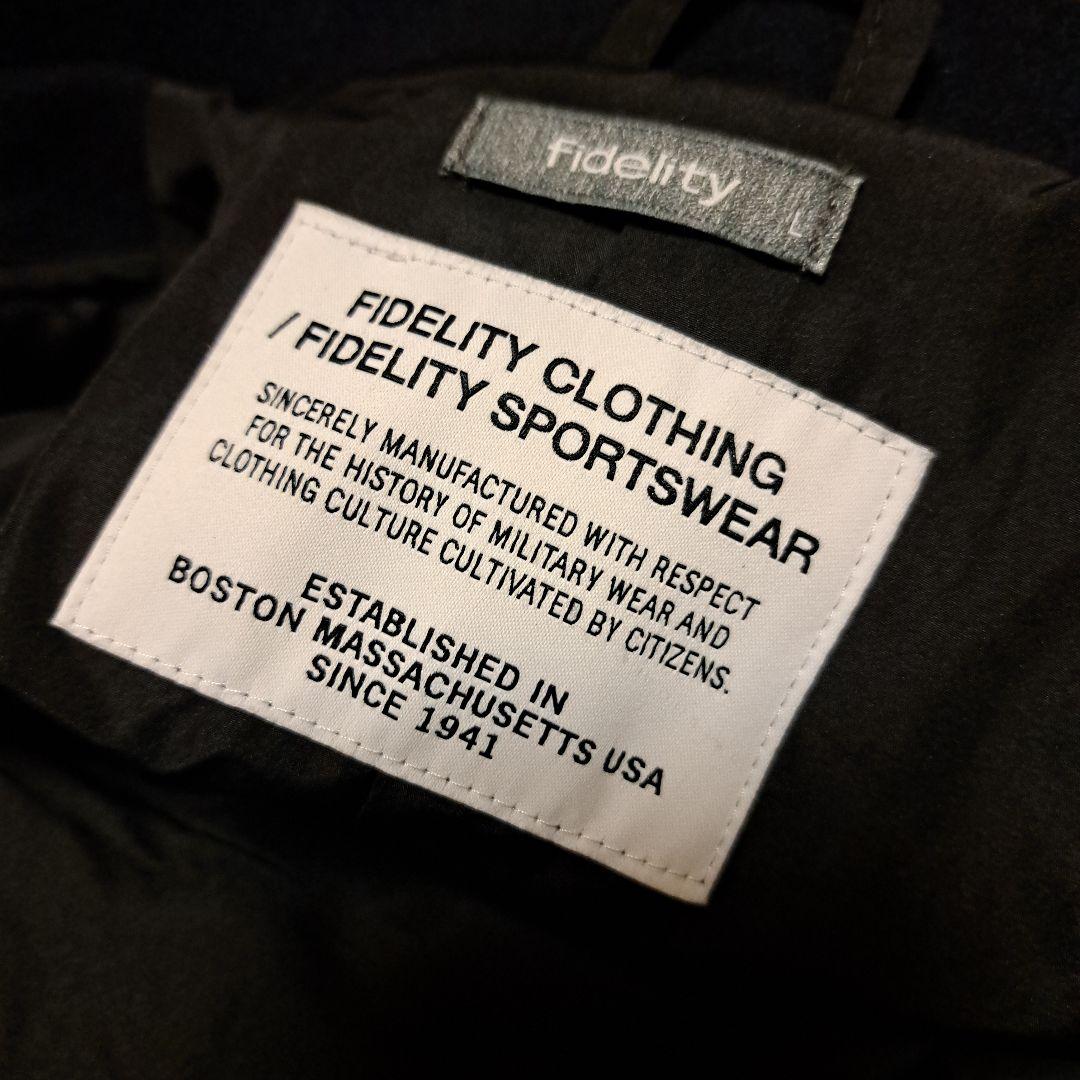 fidelity
L
FIDELITY CLOTHING
/ FIDELITY SPORTSWEAR
SINCERELY MANUFACTURED WITH RESPECT
FOR THE HISTORY OF MILITARY WEAR AND
CLOTHING CULTURE CULTIVATED BY CITIZENS.
ESTABLISHED IN
BOSTON MASSACHUSETTS USA
SINCE 1941